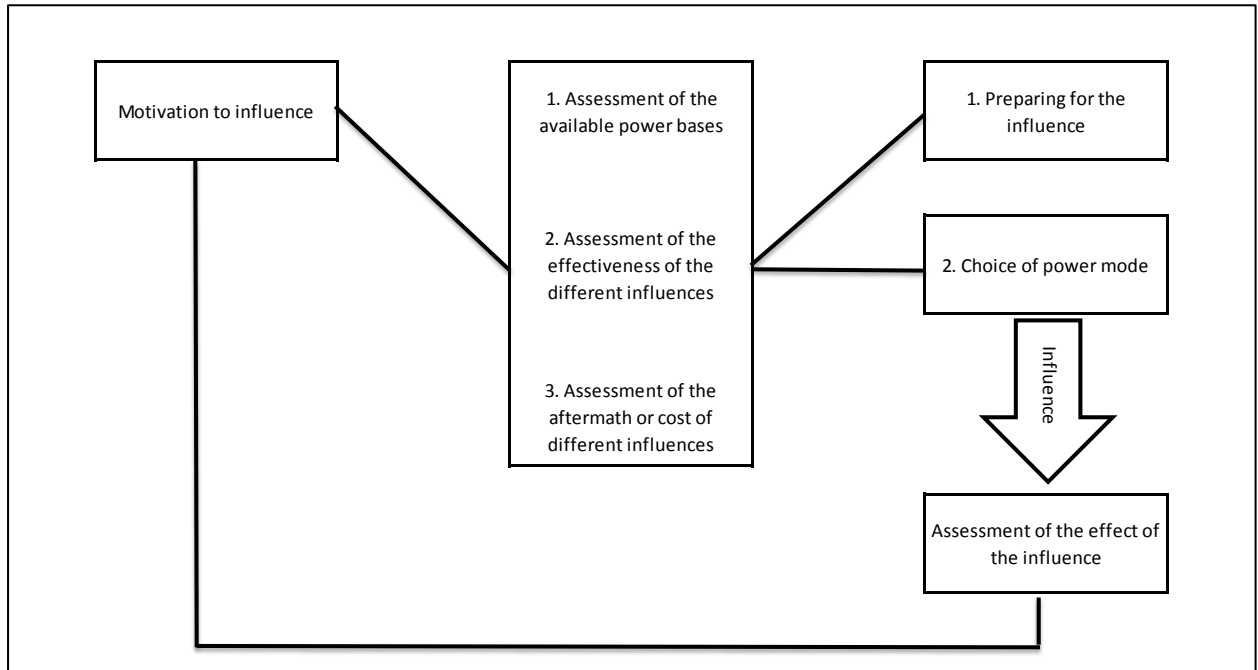 Motivation to influence
1. Assessment of the
available power bases
2. Assessment of the
effectiveness of the
different influences
3. Assessment of the
aftermath or cost of
different influences
1. Preparing for the
influence
2. Choice of power mode
Influence
Assessment of the effect of
the influence